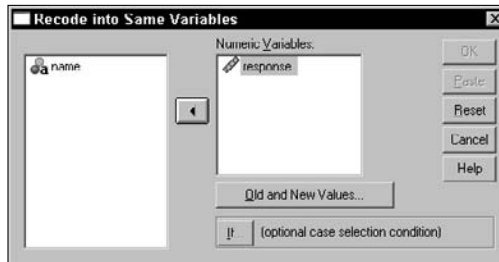 Recode into Same Variables
Numeric Variables:
name
response
OK
Paste
Reset
Cancel
Help
Old and New Values...
If... (optional case selection condition)